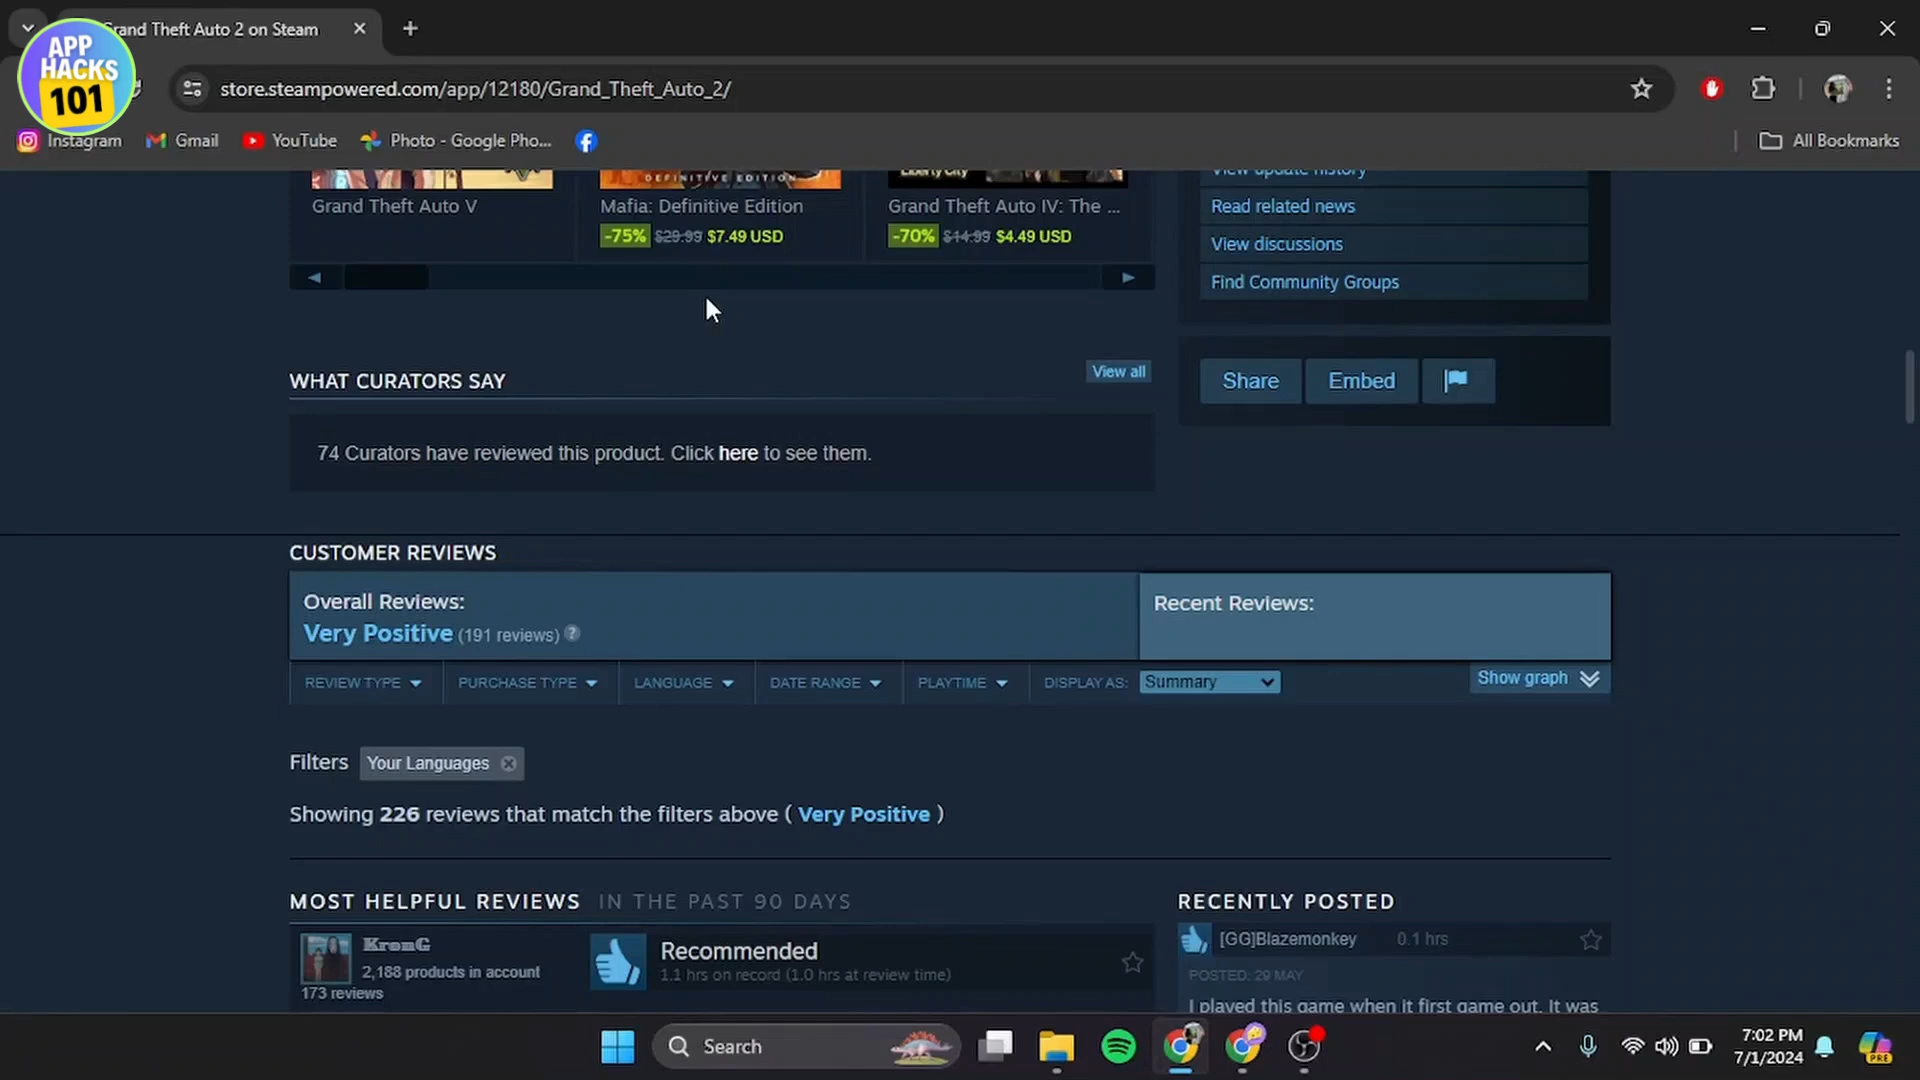 Grand Theft Auto 2 on Steam
APP
HACKS
101
store.steampowered.com/app/12180/Grand_Theft_Auto_2/
Instagram
Gmail
YouTube
Photo - Google Pho...
All Bookmarks
DEFINITIVE EDITION
Liberty City
Grand Theft Auto V
Mafia: Definitive Edition
Grand Theft Auto IV: The ...
-75% $29.99 $7.49 USD
-70% $14.99 $4.49 USD
View update history
Read related news
View discussions
Find Community Groups
Share
Embed
WHAT CURATORS SAY
View all
74 Curators have reviewed this product. Click here to see them.
CUSTOMER REVIEWS
Overall Reviews:
Very Positive (191 reviews) ?
Recent Reviews:
REVIEW TYPE
PURCHASE TYPE
LANGUAGE
DATE RANGE
PLAYTIME
DISPLAY AS:
Summary
Show graph
Filters
Your Languages
Showing 226 reviews that match the filters above ( Very Positive )
MOST HELPFUL REVIEWS IN THE PAST 90 DAYS
KronG
2,188 products in account
173 reviews
Recommended
1.1 hrs on record (1.0 hrs at review time)
RECENTLY POSTED
[GG]Blazemonkey
0.1 hrs
POSTED: 29 MAY
I played this game when it first game out. It was
Search
7:02 PM
7/1/2024
PRE